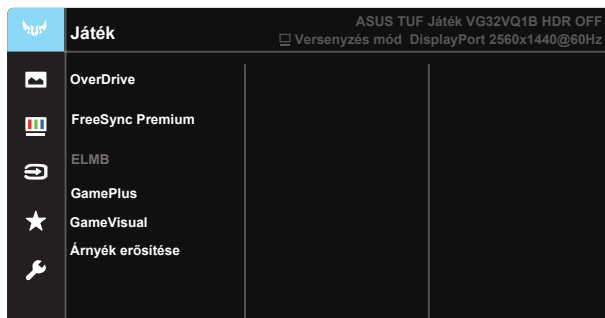 Játék
ASUS TUF Játék VG32VQ1B HDR OFF
Versenyzés mód DisplayPort 2560x1440@60Hz
OverDrive
FreeSync Premium
ELMB
GamePlus
GameVisual
Árnyék erősítése